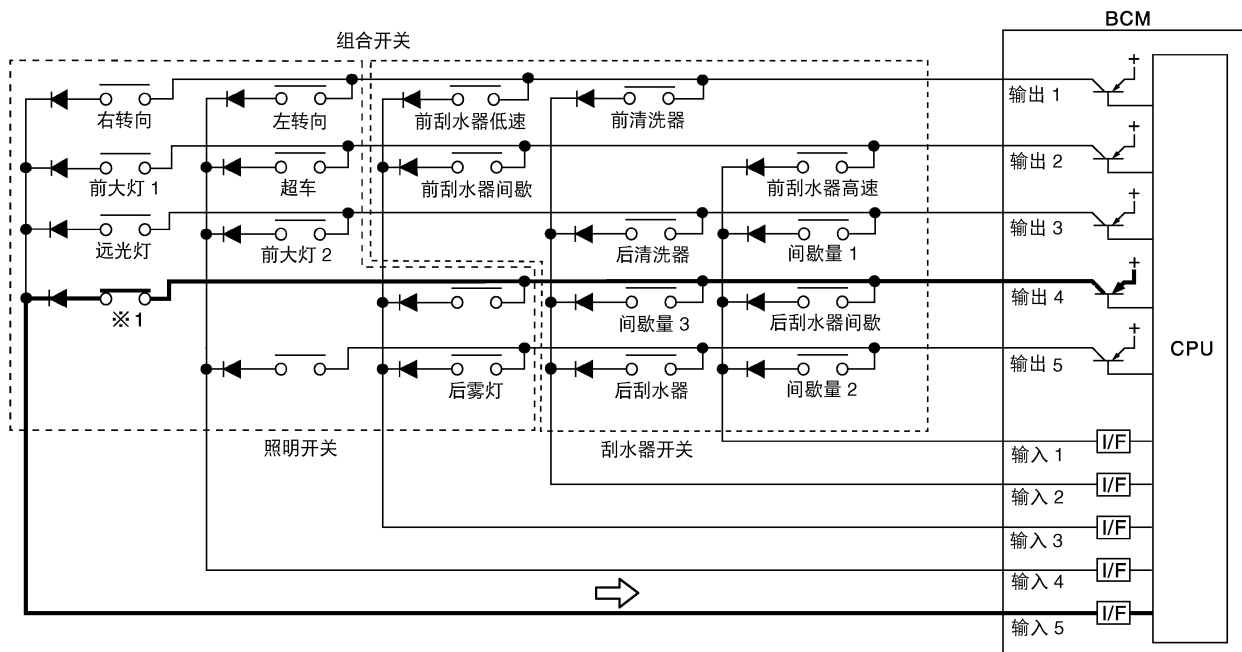 BCM
组合开关
+
输出 1
右转向
左转向
前刮水器低速
前清洗器
+
输出 2
前大灯 1
超车
前刮水器间歇
前刮水器高速
+
输出 3
远光灯
前大灯 2
后清洗器
间歇量 1
+
输出 4
※1
间歇量 3
后刮水器间歇
+
输出 5
CPU
后雾灯
后刮水器
间歇量 2
照明开关
刮水器开关
输入 1
I/F
输入 2
I/F
输入 3
I/F
输入 4
I/F
输入 5
I/F